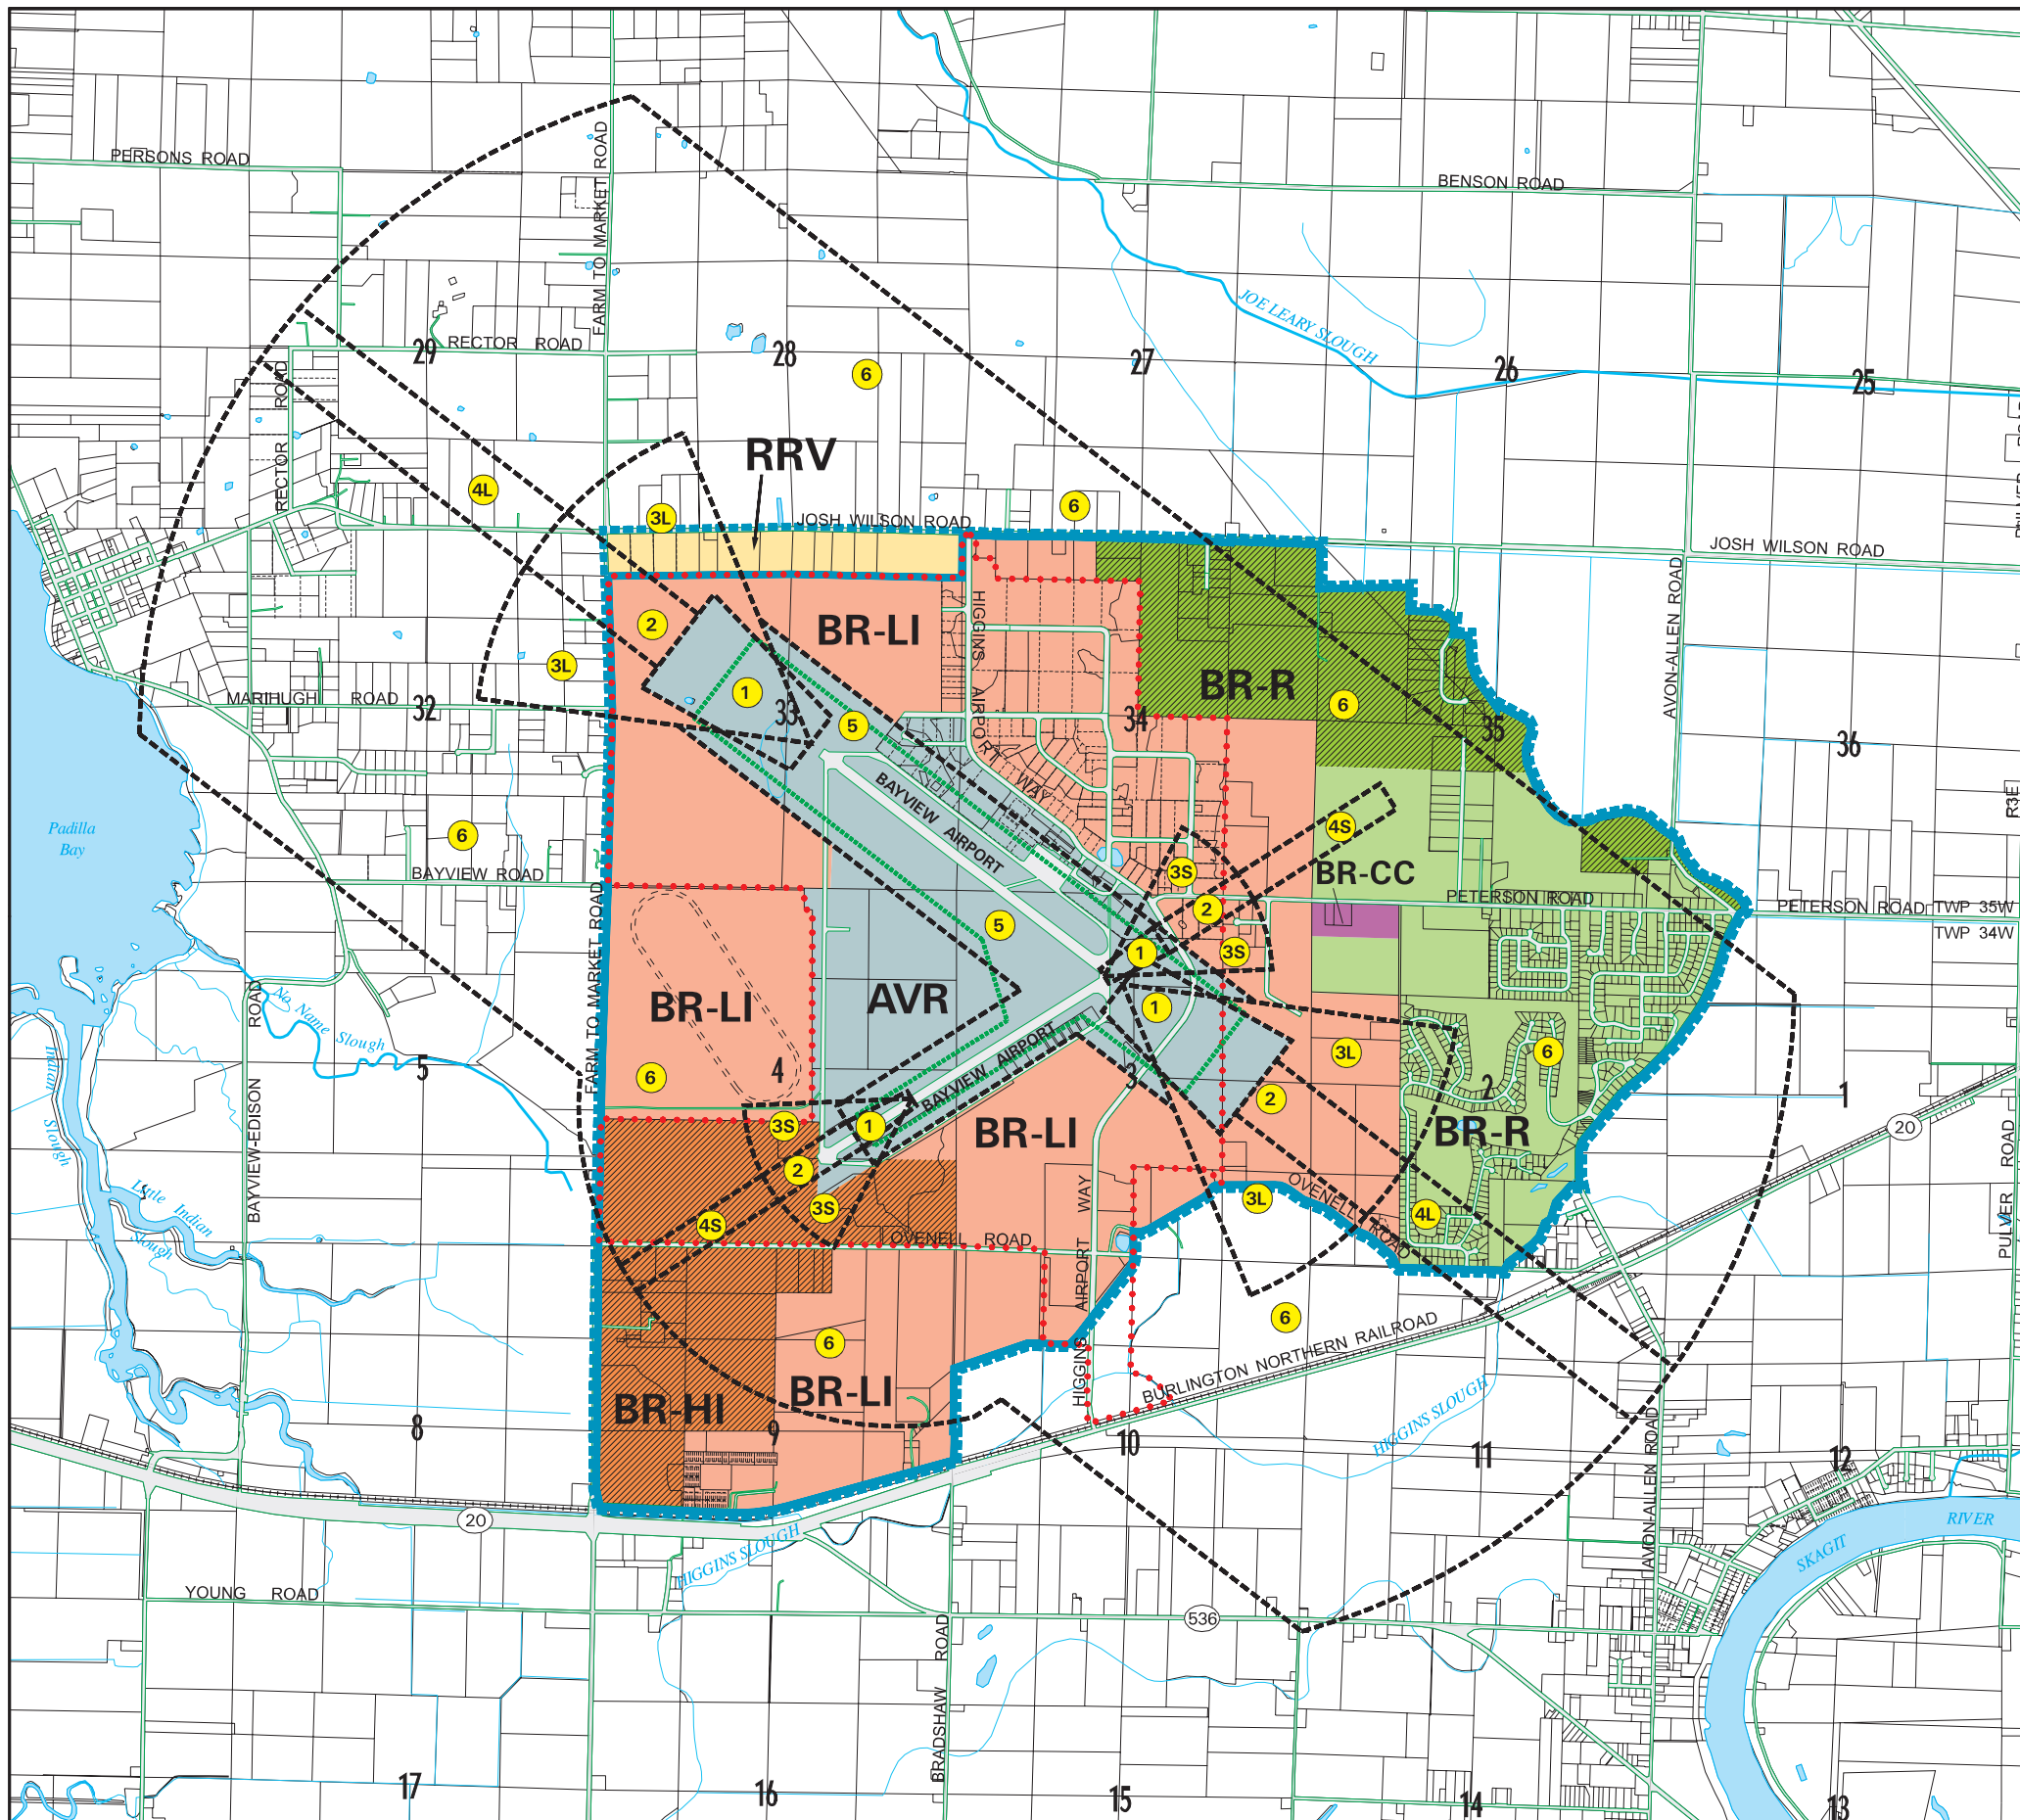 PERSONS ROAD
FARM TO MARKET ROAD
BENSON ROAD
JOE LEARY SLOUGH
29
RECTOR ROAD
28
27
26
25
6
RECTOR ROAD
RRV
4L
3L
6
JOSH WILSON ROAD
JOSH WILSON ROAD
AVON-ALLEN ROAD
2
BR-LI
HIGGINS AIRPORT WAY
3L
BR-R
MARIHUGH ROAD
32
1
33
5
34
6
35
36
R3E
BAYVIEW AIRPORT
Padilla
Bay
6
4S
BAYVIEW ROAD
3S
BR-CC
PETERSON ROAD
PETERSON ROAD
TWP 35W
TWP 34W
2
5
1
3S
FARM TO MARKET ROAD
BAYVIEW-EDISON ROAD
No Name Slough
BR-LI
AVR
1
3L
6
Indian Slough
5
6
4
BAYVIEW AIRPORT
3
2
2
1
20
3S
1
BR-LI
BR-R
PULVER ROAD
2
Little Indian Slough
3S
4S
3L
4L
OVENELL ROAD
OVENELL ROAD
HIGGINS AIRPORT WAY
6
6
BURLINGTON NORTHERN RAILROAD
HIGGINS SLOUGH
BR-HI
BR-LI
8
9
10
11
12
AVON-ALLEN ROAD
20
HIGGINS SLOUGH
SKAGIT RIVER
YOUNG ROAD
536
BRADSHAW ROAD
17
16
15
14
13